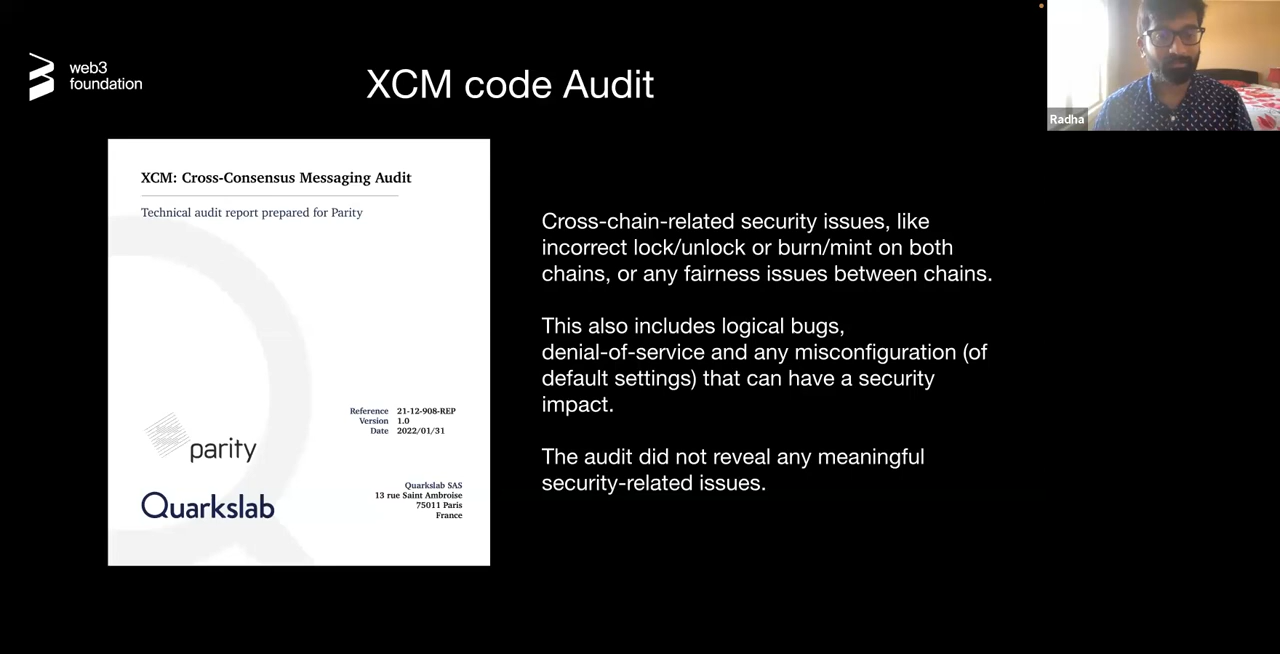 web3
foundation
XCM code Audit
Radha
XCM: Cross-Consensus Messaging Audit
Technical audit report prepared for Parity
Reference 21-12-908-REP
Version 1.0
Date 2022/01/31
parity
Quarkslab
Quarkslab SAS
13 rue Saint Ambroise
75011 Paris
France
Cross-chain-related security issues, like
incorrect lock/unlock or burn/mint on both
chains, or any fairness issues between chains.
This also includes logical bugs,
denial-of-service and any misconfiguration (of
default settings) that can have a security
impact.
The audit did not reveal any meaningful
security-related issues.